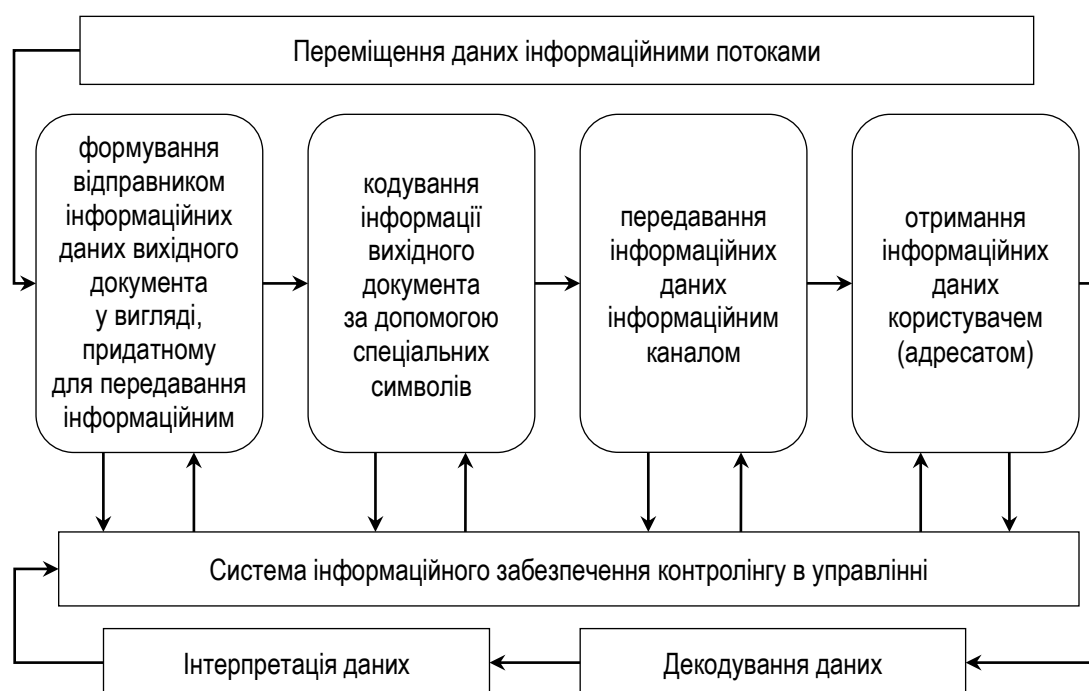 Переміщення даних інформаційними потоками
формування
відправником
інформаційних
даних вихідного
документа
у вигляді,
придатному
для передавання
інформаційним
кодування
інформації
вихідного
документа
за допомогою
спеціальних
символів
передавання
інформаційних
даних
інформаційним
каналом
отримання
інформаційних
даних
користувачем
(адресатом)
Система інформаційного забезпечення контролінгу в управлінні
Інтерпретація даних
Декодування даних